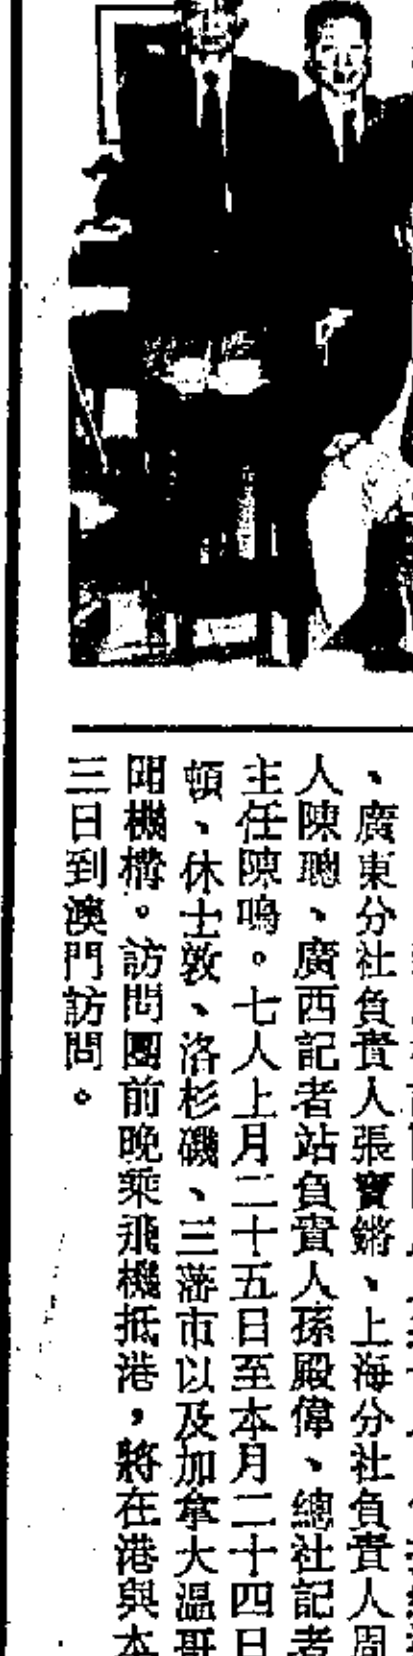 、廣東分社負責人張寶鏘、上海分社負責人周
人陳聰、廣西記者站負責人孫殿偉、總社記者
主任陳鳴。七人上月二十五日至本月二十四日
頓、休士敦、洛杉磯、三藩市以及加拿大温哥
聞機構。訪問團前晚乘飛機抵港，將在港與本
三日到澳門訪問。